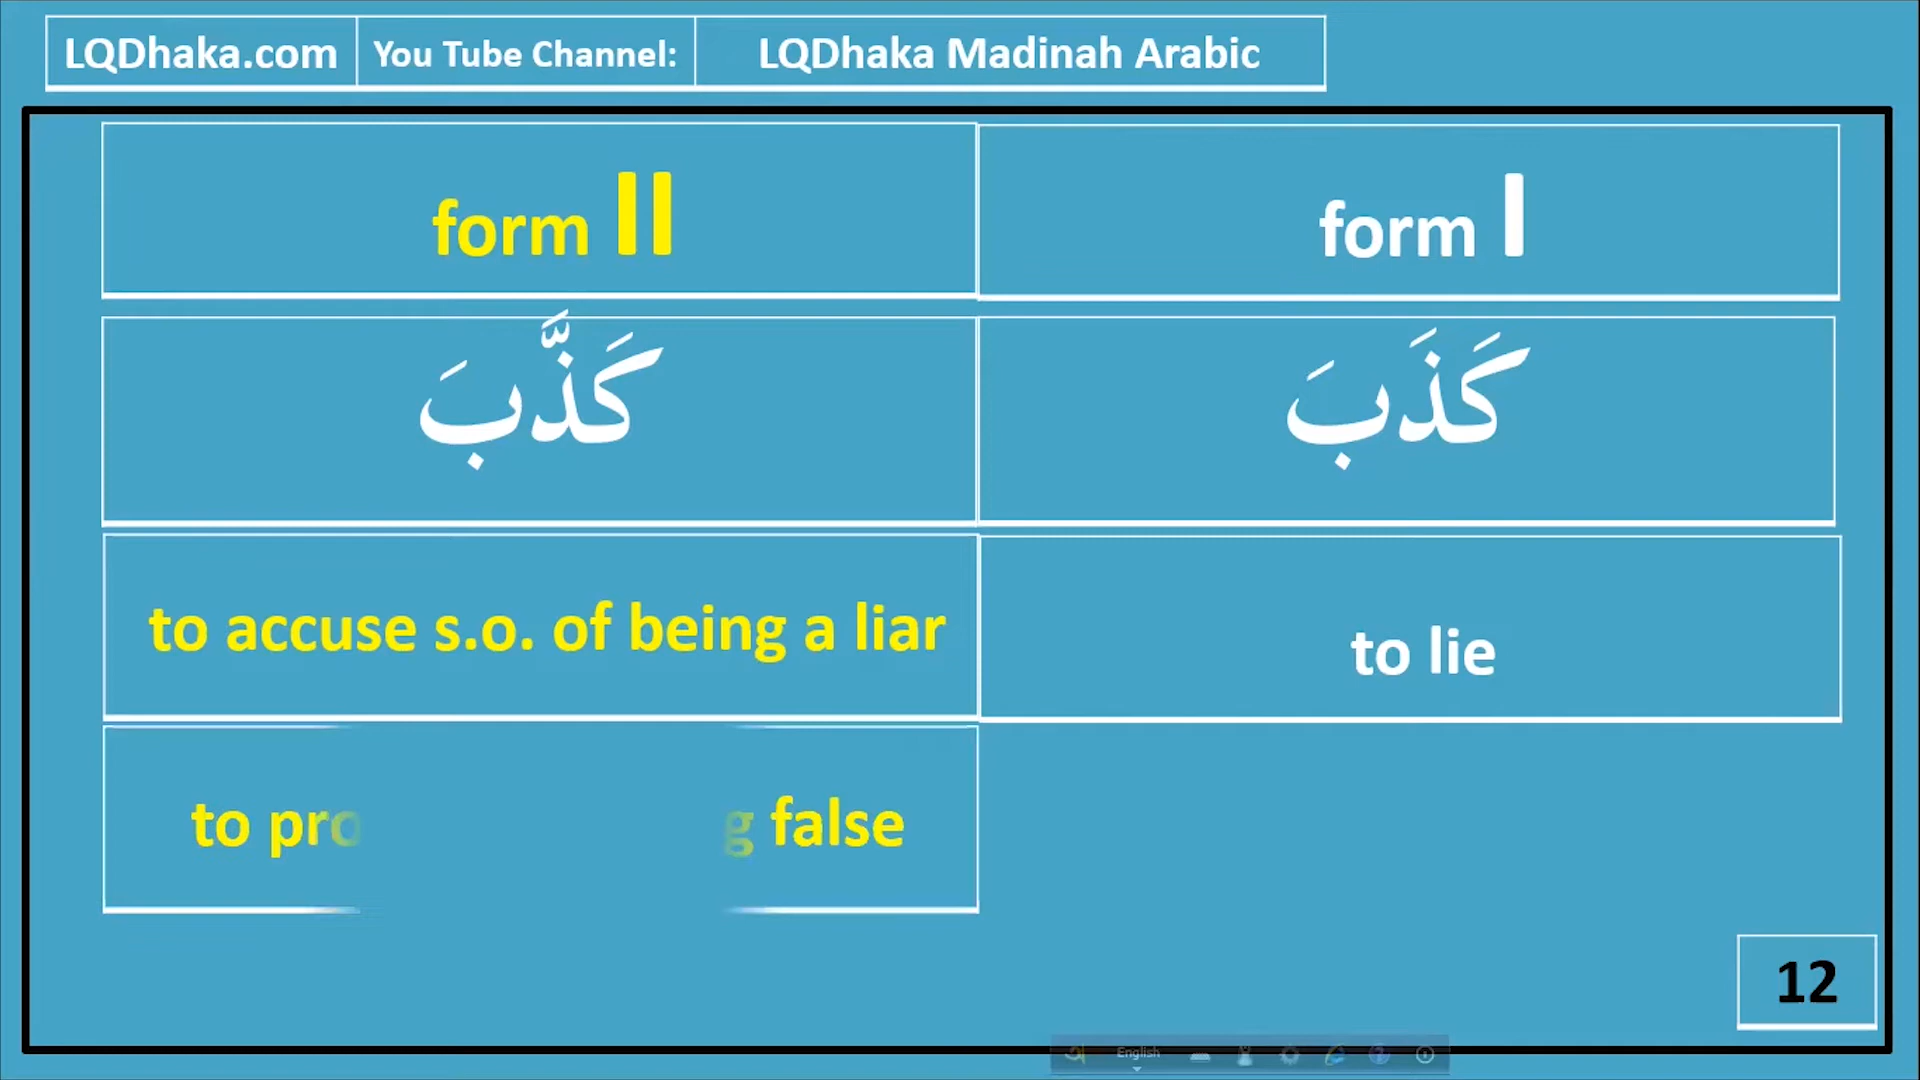 LQDhaka.com You Tube Channel: LQDhaka Madinah Arabic
form II form I
كَذَّبَ كَذَبَ
to accuse s.o. of being a liar to lie
to false
12
English